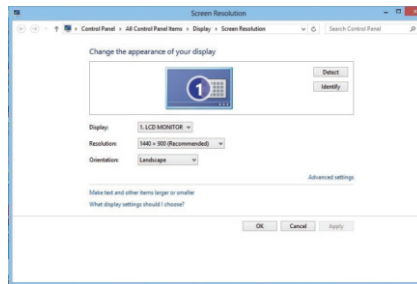 Screen Resolution
Control Panel › All Control Panel Items › Display › Screen Resolution
Search Control Panel
Change the appearance of your display
Detect
Identify
1
Display: 1. LCD MONITOR
Resolution: 1440 × 900 (Recommended)
Orientation: Landscape
Advanced settings
Make text and other items larger or smaller
What display settings should I choose?
OK Cancel Apply